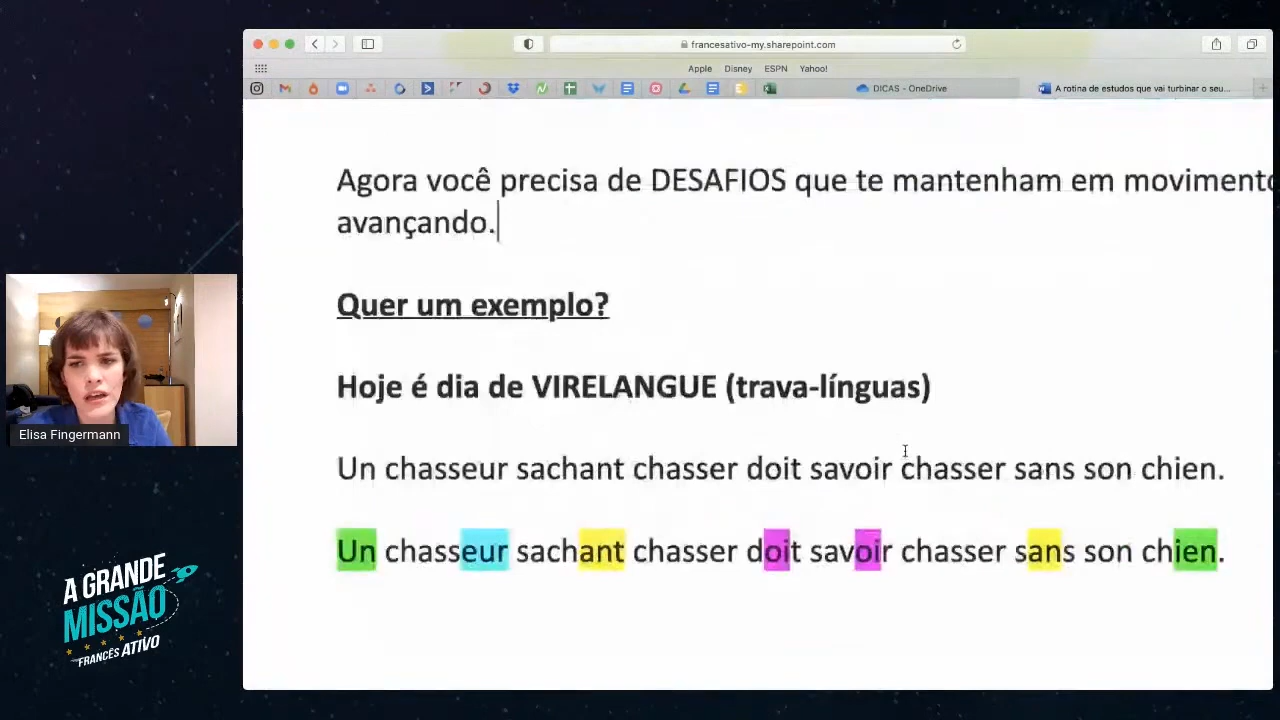 francesativo-my.sharepoint.com
Apple Disney ESPN Yahoo!
DICAS - OneDrive
A rotina de estudos que vai turbinar o seu...
Agora você precisa de DESAFIOS que te mantenham em movimento
avançando.
Quer um exemplo?
Hoje é dia de VIRELANGUE (trava-línguas)
Un chasseur sachant chasser doit savoir chasser sans son chien.
Un chasseur sachant chasser doit savoir chasser sans son chien.
Elisa Fingermann
A GRANDE
MISSÃO
FRANCÊS ATIVO